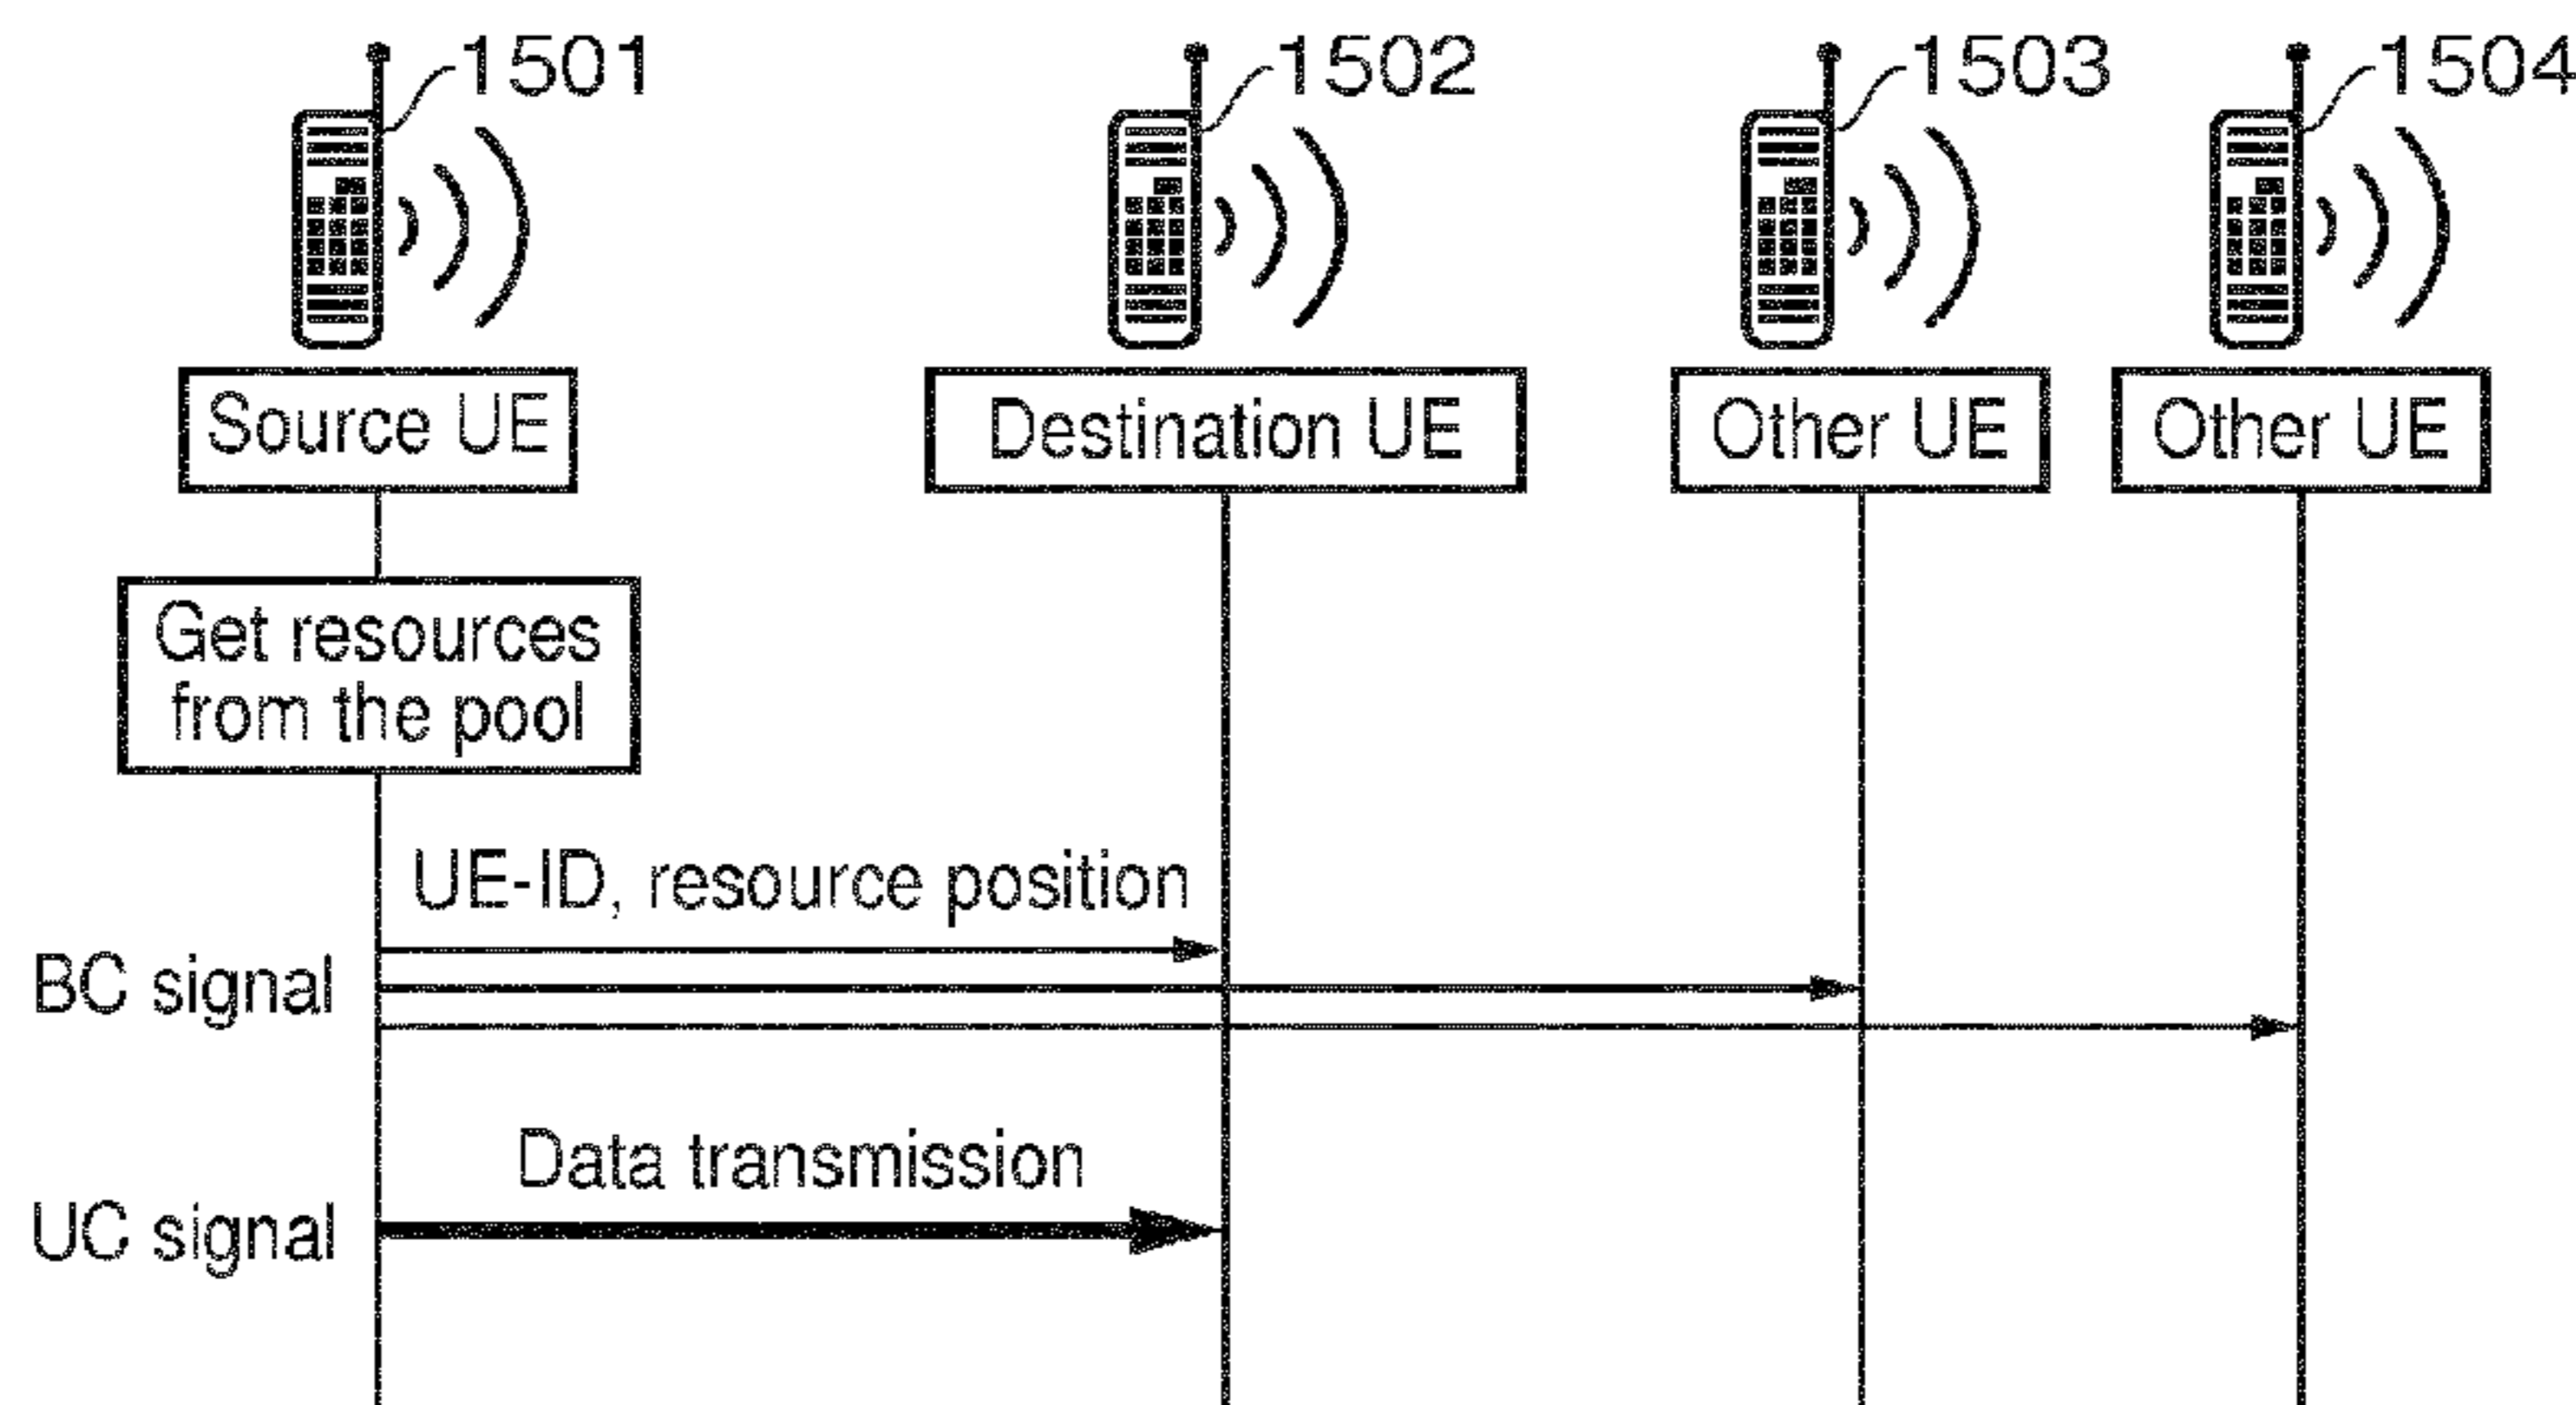 1501
1502
1503
1504
Source UE
Destination UE
Other UE
Other UE
Get resources
from the pool
UE-ID, resource position
BC signal
Data transmission
UC signal